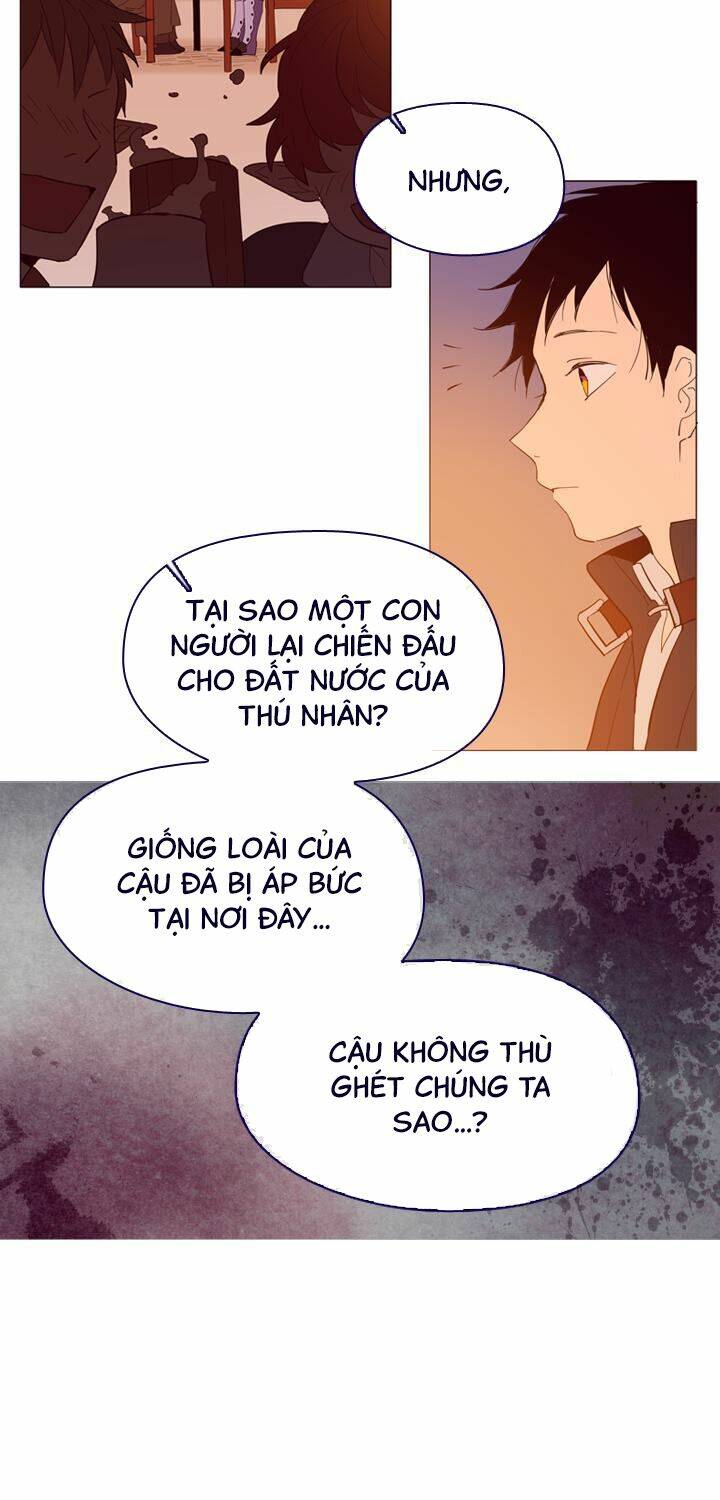 NHƯNG,
TẠI SAO MỘT CON
NGƯỜI LẠI CHIẾN ĐẤU
CHO ĐẤT NƯỚC CỦA
THÚ NHÂN?
GIỐNG LOÀI CỦA
CẬU ĐÃ BỊ ÁP BỨC
TẠI NƠI ĐÂY...
CẬU KHÔNG THÙ
GHÉT CHÚNG TA
SAO...?